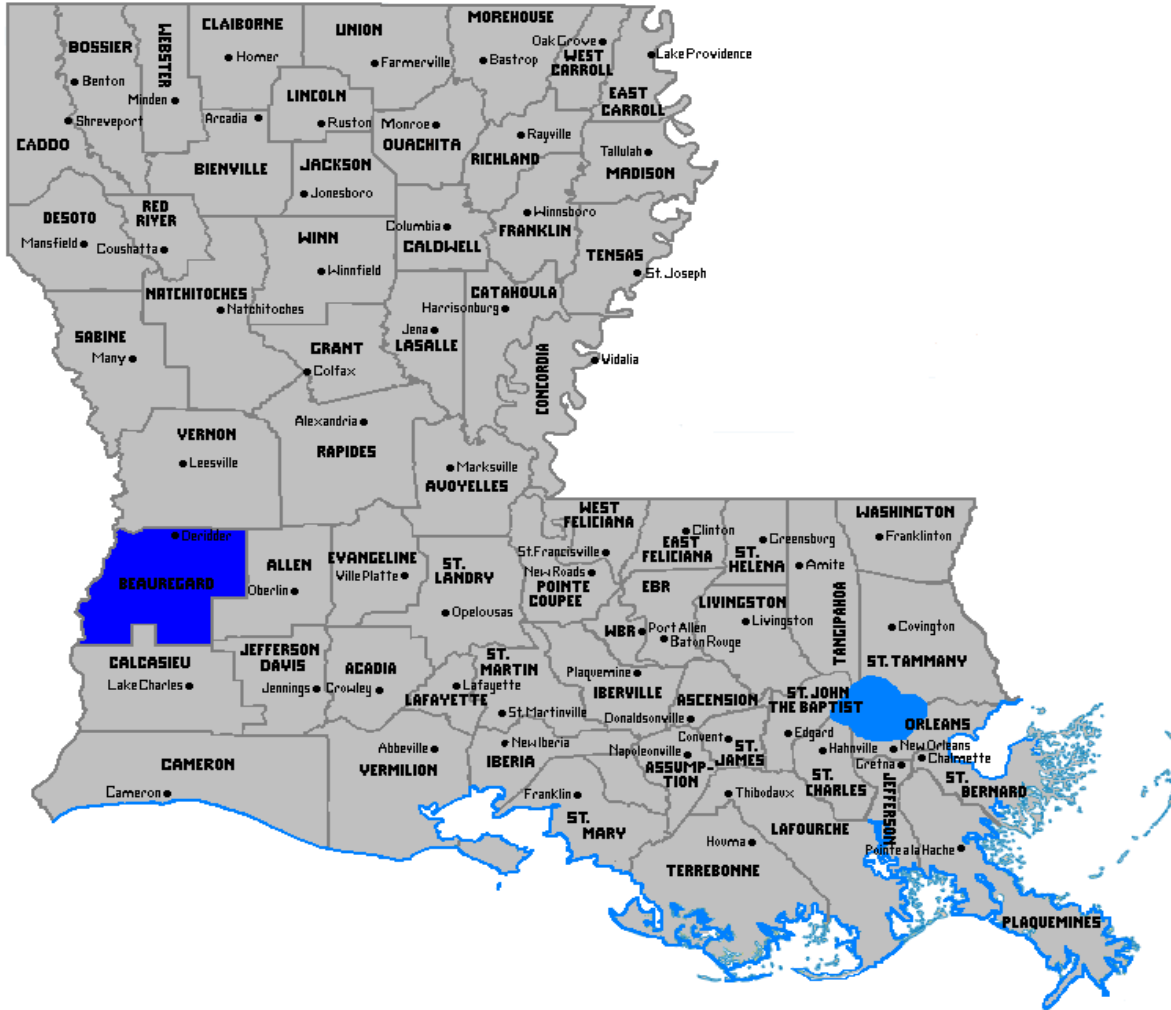 CLAIBORNE
Homer
UNION
Farmerville
MOREHOUSE
Bastrop
Oak Grove
WEST
CARROLL
Lake Providence
EAST
CARROLL
BOSSIER
Benton
WEBSTER
Minden
Shreveport
CADDO
Arcadia
BIENVILLE
LINCOLN
Ruston
JACKSON
Jonesboro
Monroe
OUACHITA
Rayville
RICHLAND
Tallulah
MADISON
DESOTO
Mansfield
RED
RIVER
Coushatta
WINN
Winnfield
Columbia
CALDWELL
Winnsboro
FRANKLIN
TENSAS
St. Joseph
NATCHITOCHES
Natchitoches
CATAHOULA
Harrisonburg
SABINE
Many
GRANT
Colfax
Jena
LASALLE
CONCORDIA
Vidalia
VERNON
Leesville
Alexandria
RAPIDES
Marksville
AVOYELLES
Deridder
BEAUREGARD
ALLEN
Oberlin
EVANGELINE
Ville Platte
ST.
LANDRY
Opelousas
WEST
FELICIANA
St. Francisville
New Roads
POINTE
COUPEE
Clinton
EAST
FELICIANA
EBR
Greensburg
ST.
HELENA
Amite
TANGIPAHOA
WASHINGTON
Franklinton
LIVINGSTON
Livingston
Covington
ST. TAMMANY
WBR
Port Allen
Baton Rouge
CALCASIEU
Lake Charles
JEFFERSON
DAVIS
Jennings
ACADIA
Crowley
LAFAYETTE
Lafayette
ST.
MARTIN
St. Martinville
Plaquemine
IBERVILLE
ASCENSION
Donaldsonville
ST. JOHN
THE BAPTIST
Edgard
ORLEANS
New Orleans
Chalmette
Convent
ST.
JAMES
Hahnville
ST.
CHARLES
Gretna
JEFFERSON
ST.
BERNARD
CAMERON
Cameron
Abbeville
VERMILION
New Iberia
IBERIA
Napoleonville
ASSUMP-
TION
Franklin
ST.
MARY
Thibodaux
LAFOURCHE
Houma
TERREBONNE
Pointe a la Hache
PLAQUEMINES